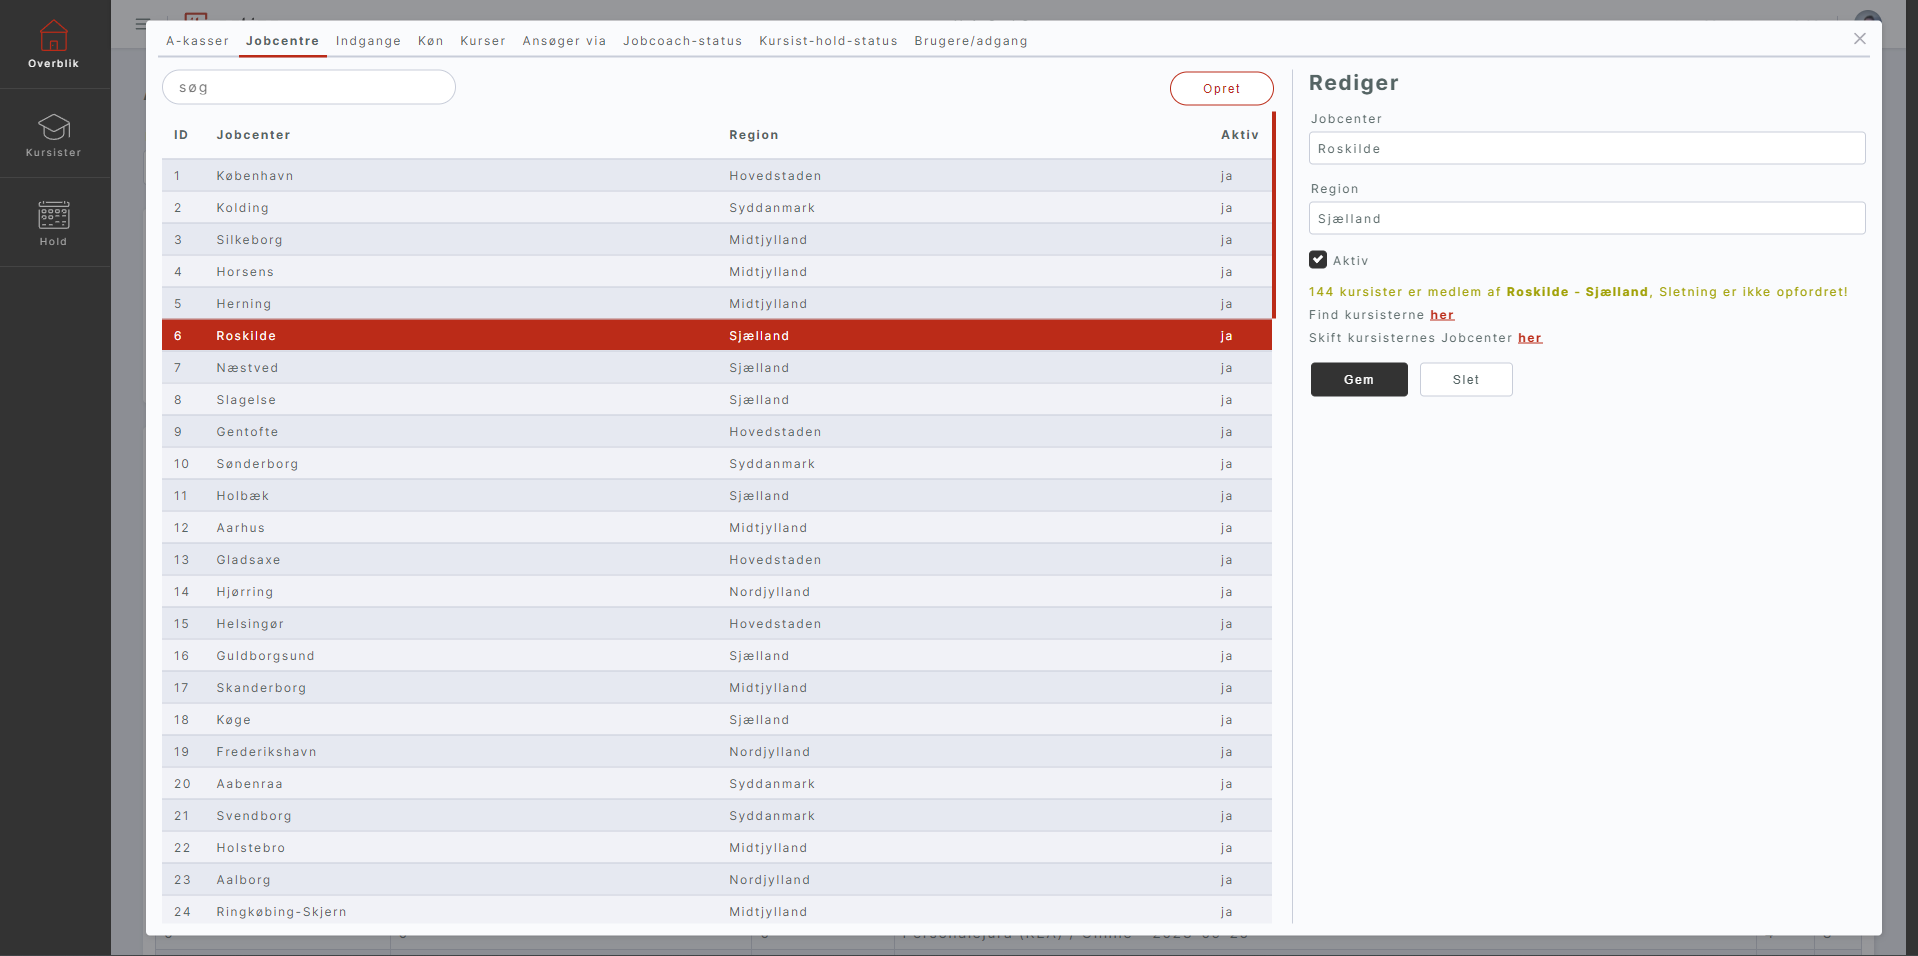 Overblik
Kursister
Hold
A-kasser Jobcentre Indgange Køn Kurser Ansøger via Jobcoach-status Kursist-hold-status Brugere/adgang
søg
Opret
ID Jobcenter Region Aktiv
1 København Hovedstaden ja
2 Kolding Syddanmark ja
3 Silkeborg Midtjylland ja
4 Horsens Midtjylland ja
5 Herning Midtjylland ja
6 Roskilde Sjælland ja
7 Næstved Sjælland ja
8 Slagelse Sjælland ja
9 Gentofte Hovedstaden ja
10 Sønderborg Syddanmark ja
11 Holbæk Sjælland ja
12 Aarhus Midtjylland ja
13 Gladsaxe Hovedstaden ja
14 Hjørring Nordjylland ja
15 Helsingør Hovedstaden ja
16 Guldborgsund Sjælland ja
17 Skanderborg Midtjylland ja
18 Køge Sjælland ja
19 Frederikshavn Nordjylland ja
20 Aabenraa Syddanmark ja
21 Svendborg Syddanmark ja
22 Holstebro Midtjylland ja
23 Aalborg Nordjylland ja
24 Ringkøbing-Skjern Midtjylland ja
Rediger
Jobcenter
Roskilde
Region
Sjælland
Aktiv
144 kursister er medlem af Roskilde - Sjælland, Sletning er ikke opfordret!
Find kursisterne her
Skift kursisternes Jobcenter her
Gem Slet